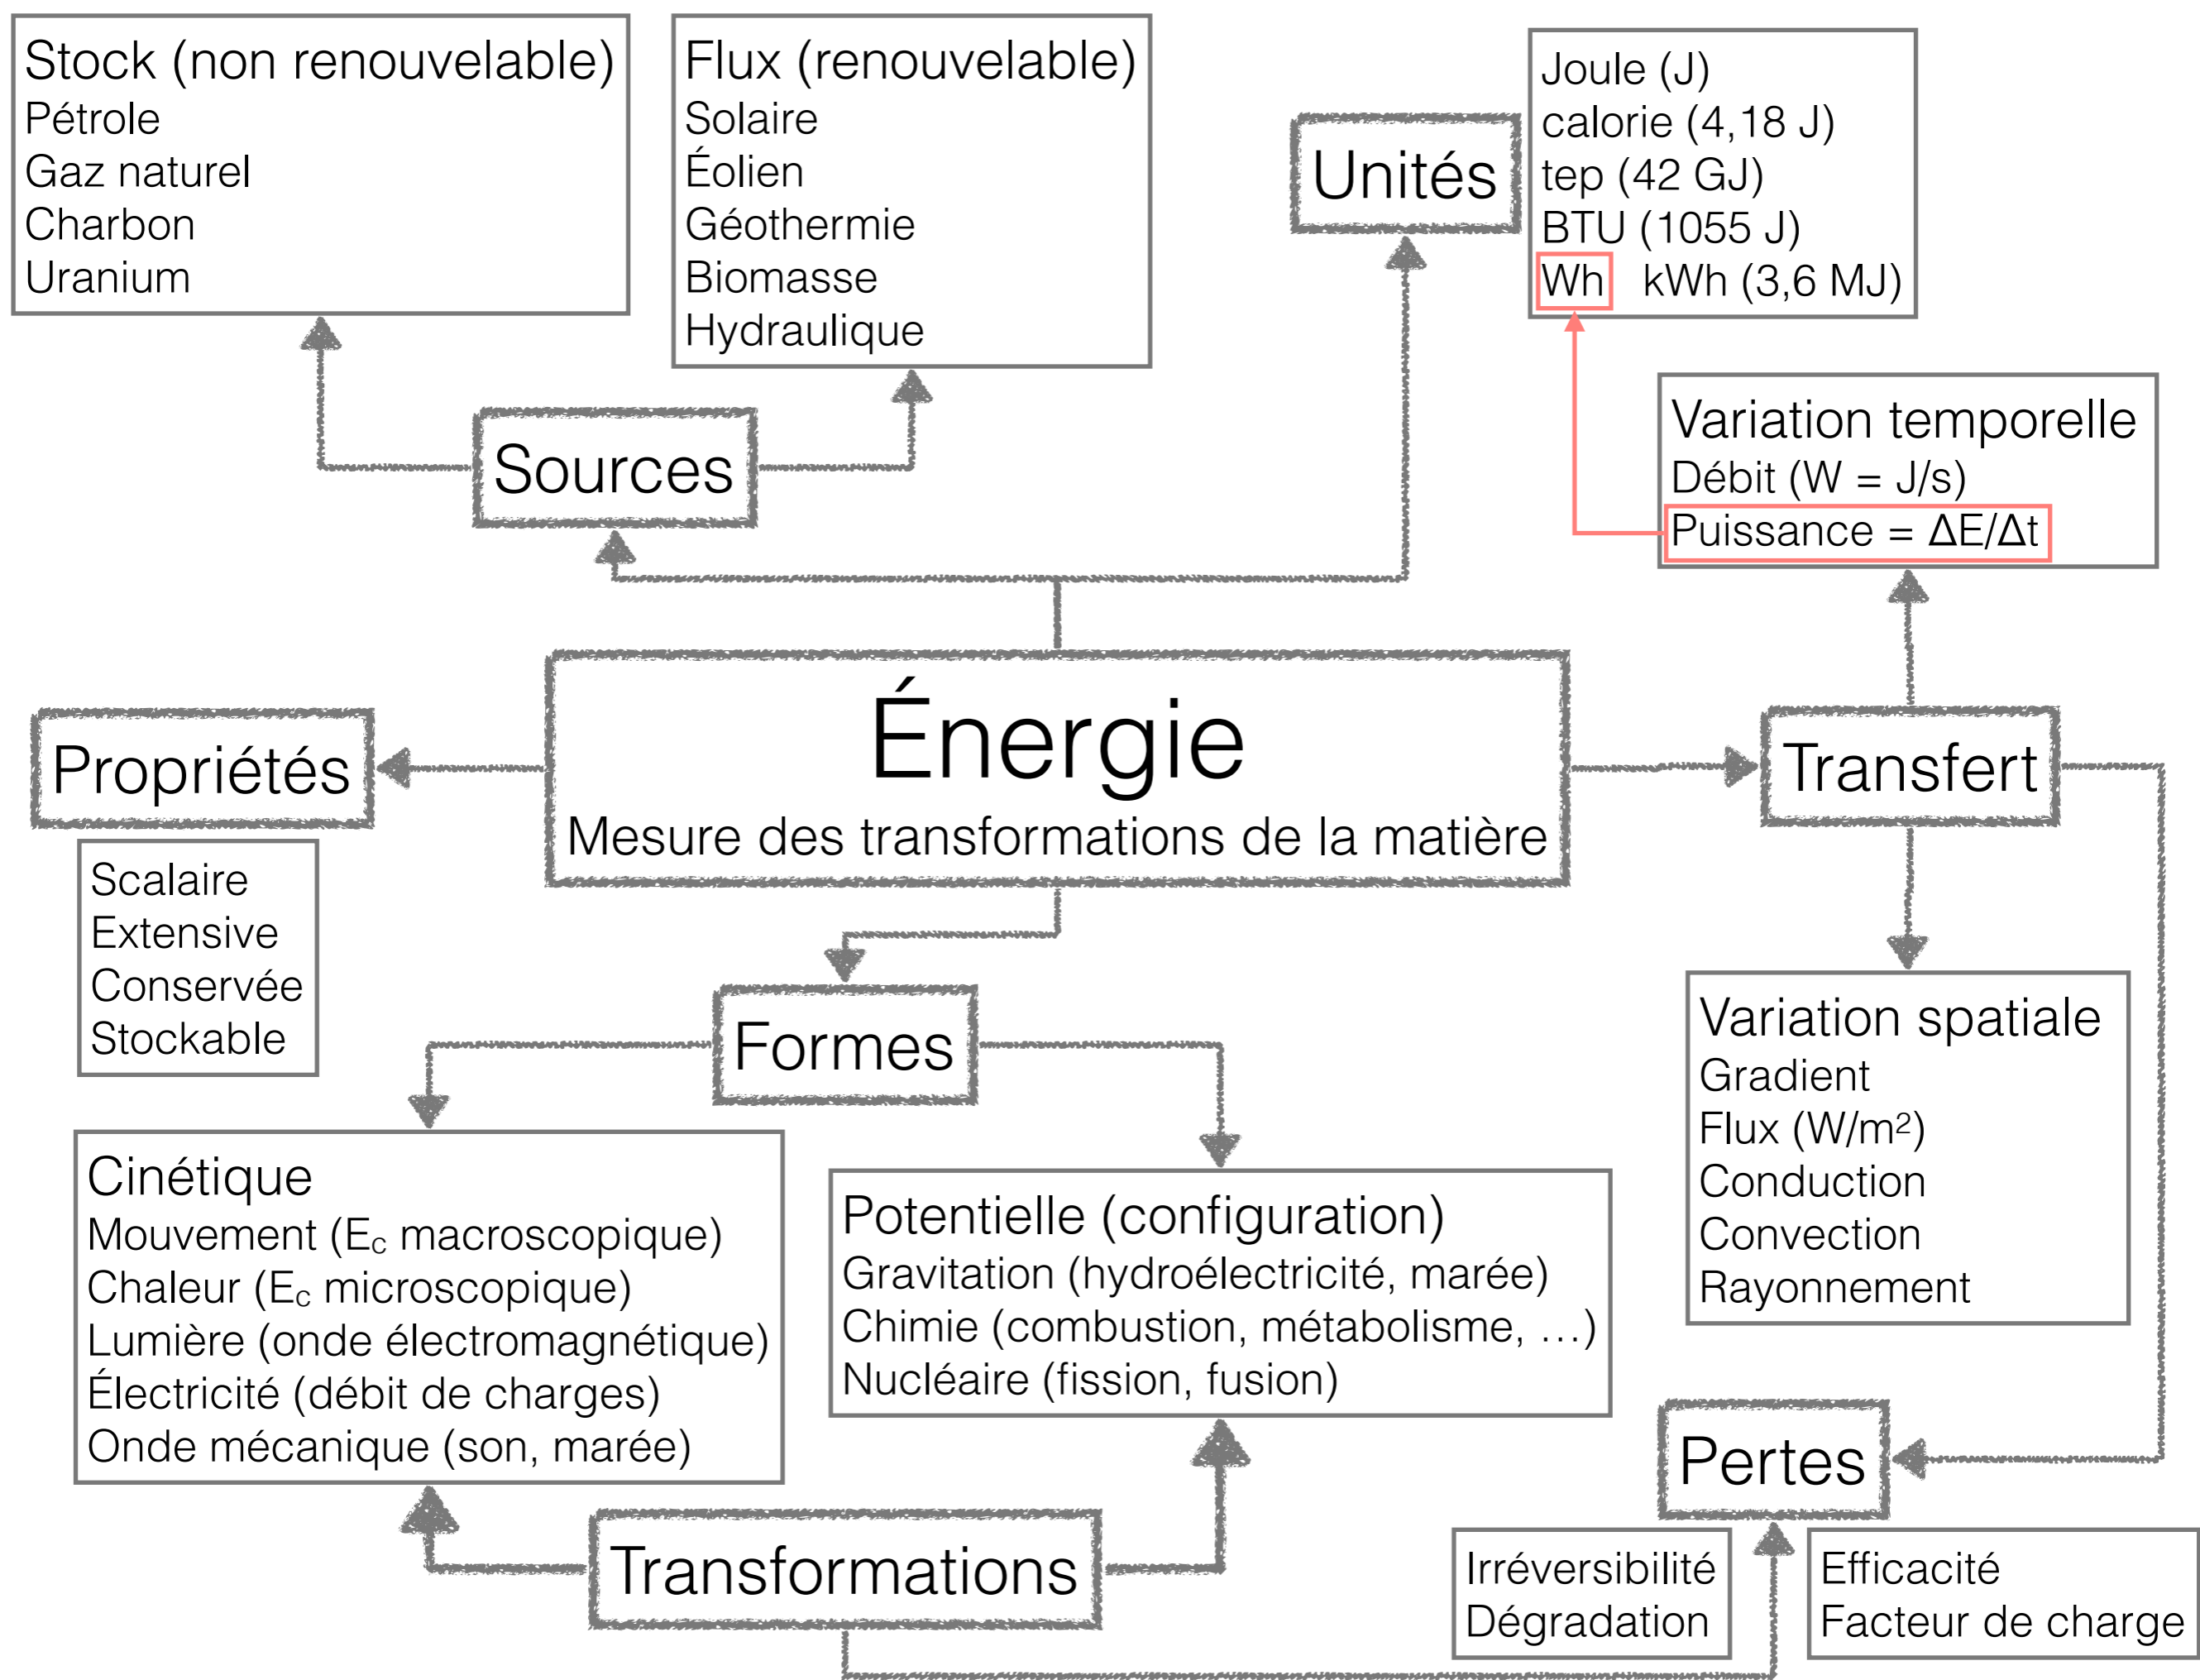 Stock (non renouvelable)
Pétrole
Gaz naturel
Charbon
Uranium
Flux (renouvelable)
Solaire
Éolien
Géothermie
Biomasse
Hydraulique
Unités
Joule (J)
calorie (4,18 J)
tep (42 GJ)
BTU (1055 J)
Wh kWh (3,6 MJ)
Sources
Variation temporelle
Débit (W = J/s)
Puissance = ΔE/Δt
Énergie
Mesure des transformations de la matière
Propriétés
Scalaire
Extensive
Conservée
Stockable
Transfert
Formes
Variation spatiale
Gradient
Flux (W/m²)
Conduction
Convection
Rayonnement
Cinétique
Mouvement (Ec macroscopique)
Chaleur (Ec microscopique)
Lumière (onde électromagnétique)
Électricité (débit de charges)
Onde mécanique (son, marée)
Potentielle (configuration)
Gravitation (hydroélectricité, marée)
Chimie (combustion, métabolisme, …)
Nucléaire (fission, fusion)
Pertes
Transformations
Irréversibilité
Dégradation
Efficacité
Facteur de charge